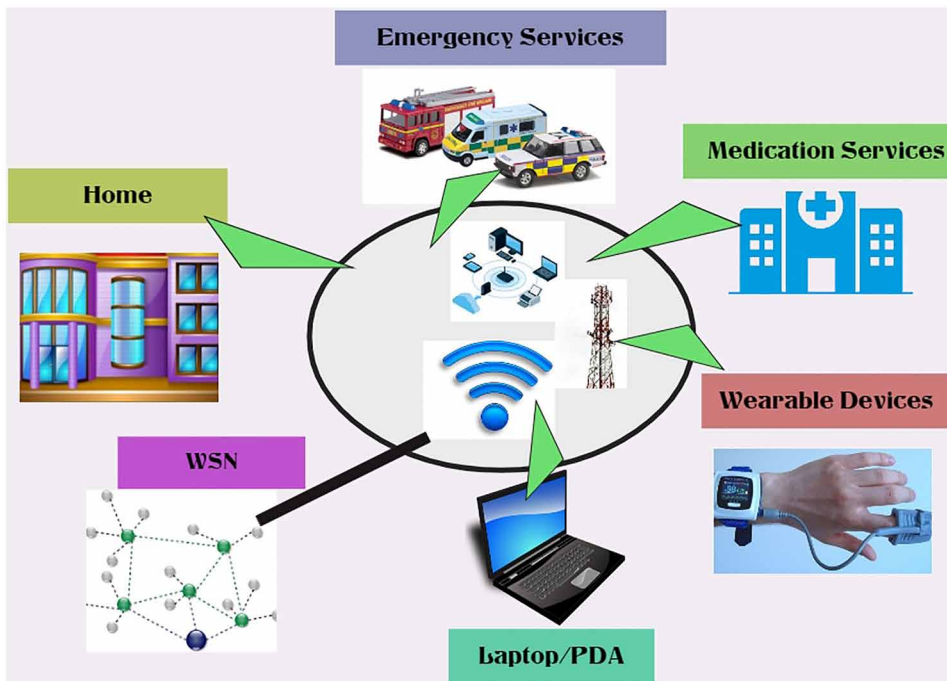 Emergency Services
Medication Services
Home
Wearable Devices
WSN
Laptop/PDA